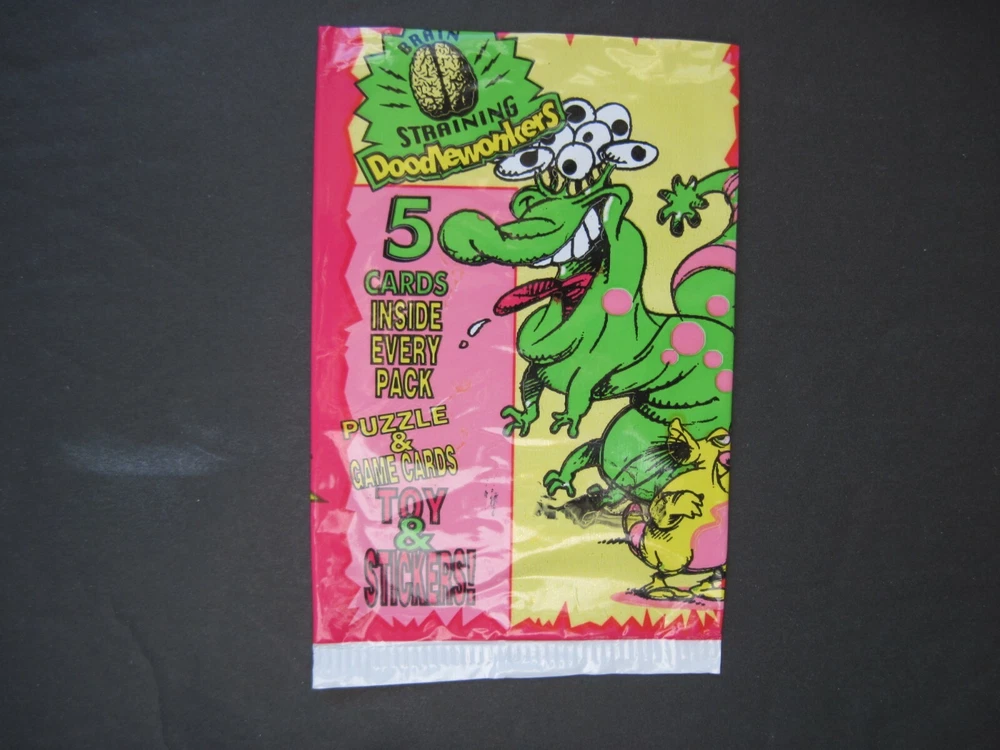 BRAIN
STRAINING
Doodlewonkers
5
CARDS
INSIDE
EVERY
PACK
PUZZLE
&
GAME CARDS
TOY
&
STICKERS!